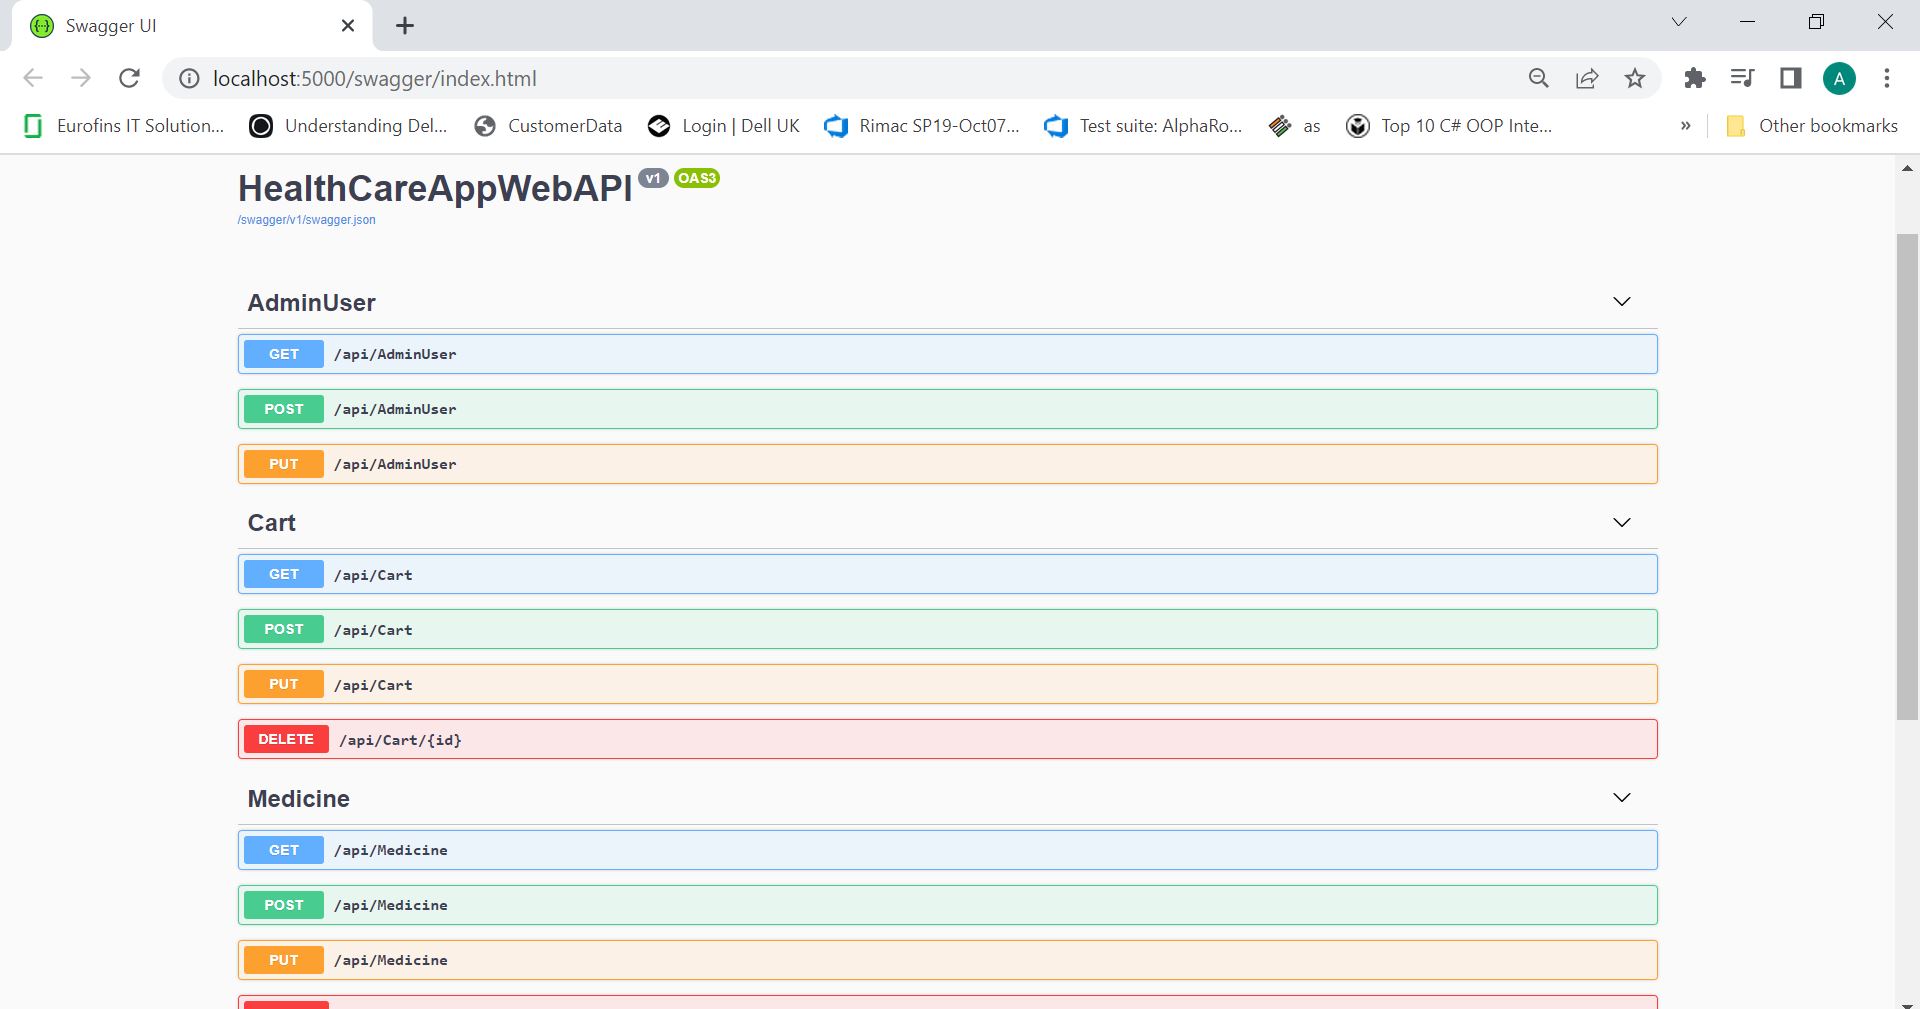 Swagger UI
localhost:5000/swagger/index.html
Eurofins IT Solution... Understanding Del... CustomerData Login | Dell UK Rimac SP19-Oct07... Test suite: AlphaRo... as Top 10 C# OOP Inte... » Other bookmarks
A
HealthCareAppWebAPI v1 OAS3
/swagger/v1/swagger.json
AdminUser
GET /api/AdminUser
POST /api/AdminUser
PUT /api/AdminUser
Cart
GET /api/Cart
POST /api/Cart
PUT /api/Cart
DELETE /api/Cart/{id}
Medicine
GET /api/Medicine
POST /api/Medicine
PUT /api/Medicine